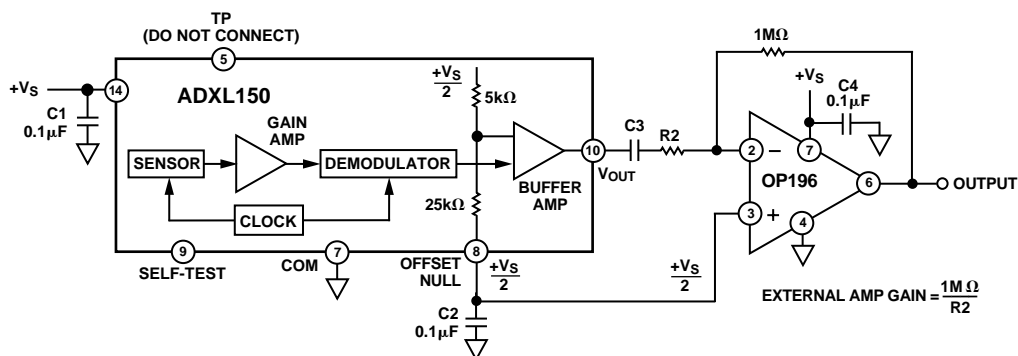 TP
(DO NOT CONNECT)
5
+VS
14
C1
0.1µF
ADXL150
+VS
2
5kΩ
GAIN
AMP
SENSOR
DEMODULATOR
CLOCK
25kΩ
BUFFER
AMP
10
VOUT
9
SELF-TEST
COM
7
OFFSET
NULL
8
+VS
2
C2
0.1µF
C3
R2
1MΩ
+VS
C4
0.1µF
2
−
7
OP196
3
+
4
6
OUTPUT
+VS
2
EXTERNAL AMP GAIN = 1MΩ
R2